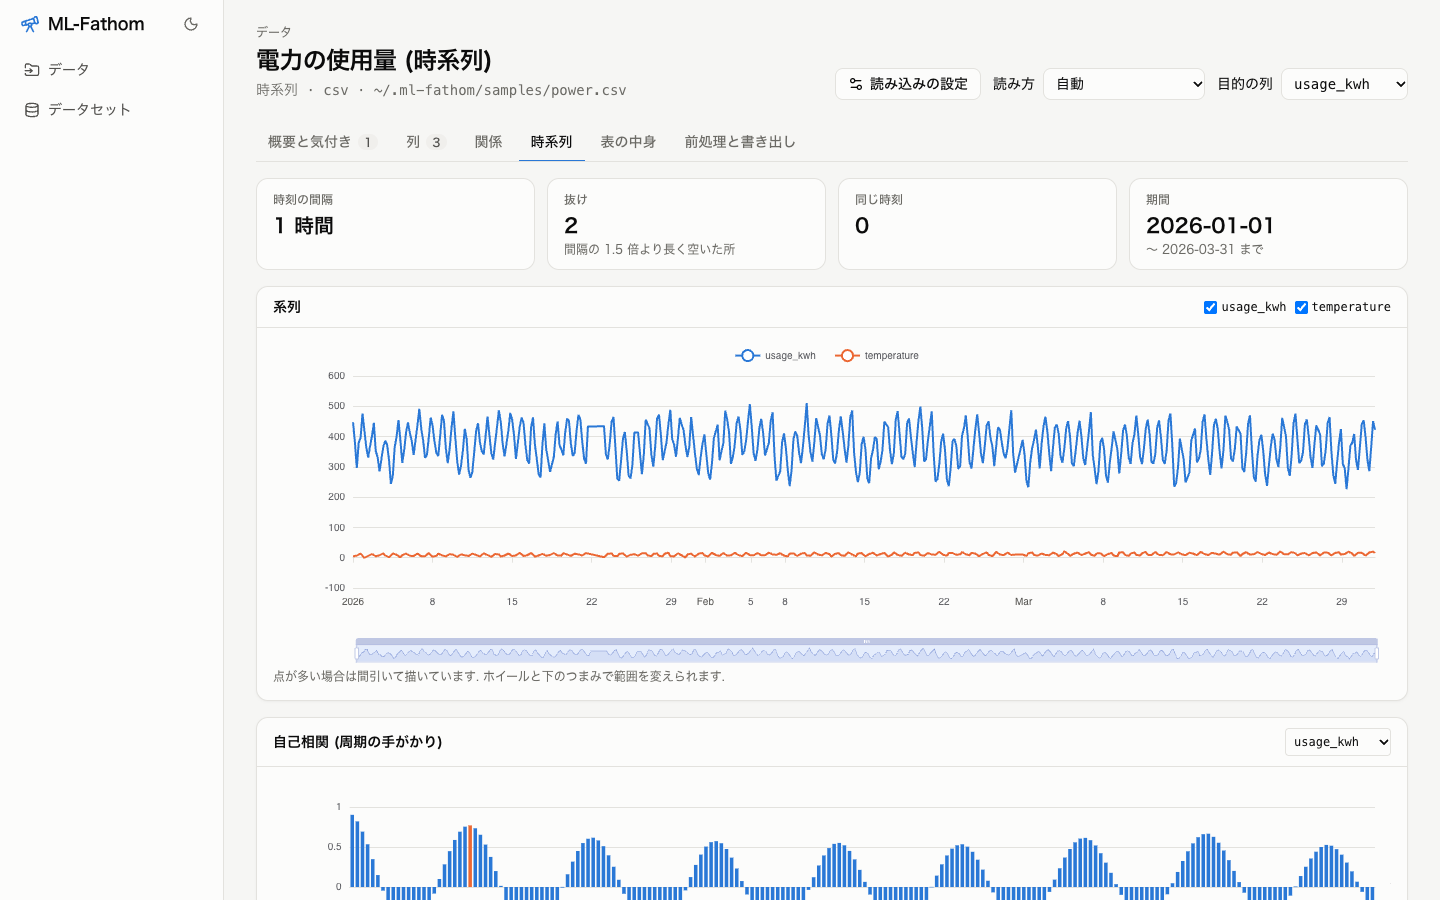 ML-Fathom
データ
データセット
データ
電力の使用量 (時系列)
時系列 · csv · ~/.ml-fathom/samples/power.csv
読み込みの設定
読み方
自動
目的の列
usage_kwh
概要と気付き 1
列 3
関係
時系列
表の中身
前処理と書き出し
時刻の間隔
1 時間
抜け
2
間隔の 1.5 倍より長く空いた所
同じ時刻
0
期間
2026-01-01
〜 2026-03-31 まで
系列
usage_kwh
temperature
usage_kwh
temperature
600
500
400
300
200
100
0
-100
2026 8 15 22 29 Feb 5 8 15 22 Mar 8 15 22 29
点が多い場合は間引いて描いています. ホイールと下のつまみで範囲を変えられます.
自己相関 (周期の手がかり)
usage_kwh
1
0.5
0